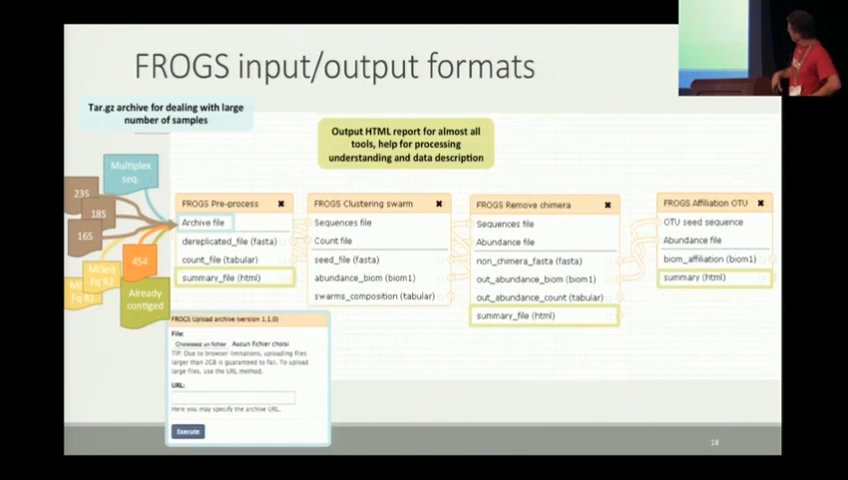 FROGS input/output formats
Tar.gz archive for dealing with large
number of samples
Output HTML report for almost all
tools, help for processing
understanding and data description
Multiplex
seq.
23S
18S
16S
454
MiSeq
Fq R2
Fq R1
Already
contiged
FROGS Pre-process
Archive file
dereplicated_file (fasta)
count_file (tabular)
summary_file (html)
FROGS Clustering swarm
Sequences file
Count file
seed_file (fasta)
abundance_biom (biom1)
swarms_composition (tabular)
FROGS Remove chimera
Sequences file
Abundance file
non_chimera_fasta (fasta)
out_abundance_biom (biom1)
out_abundance_count (tabular)
summary_file (html)
FROGS Affiliation OTU
OTU seed sequence
Abundance file
biom_affiliation (biom1)
summary (html)
FROGS Upload archive (version 1.1.0)
File:
Choisissez un fichier Aucun fichier choisi
TIP: Due to browser limitations, uploading files
larger than 2GB is guaranteed to fail. To upload
large files, use the URL method.
URL:
Here you may specify the archive URL.
Execute
18